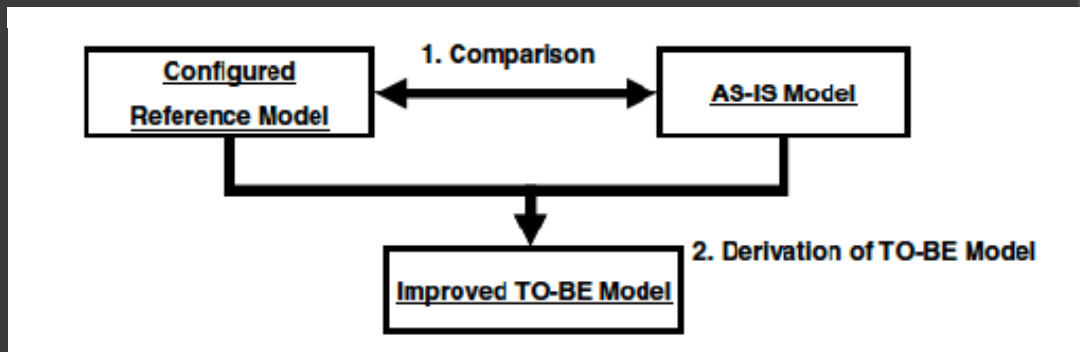 1. Comparison
Configured
Reference Model
AS-IS Model
2. Derivation of TO-BE Model
Improved TO-BE Model